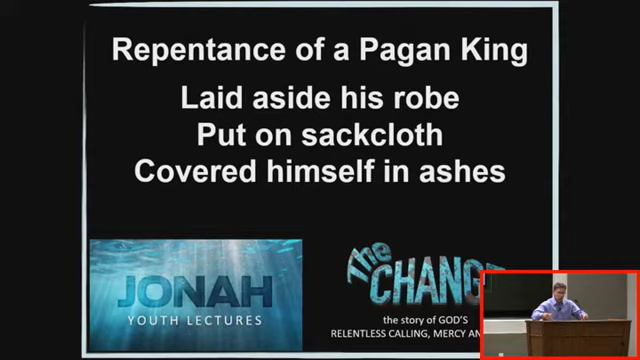 Repentance of a Pagan King
Laid aside his robe
Put on sackcloth
Covered himself in ashes
JONAH
YOUTH LECTURES
The
CHANG
the story of GOD'S
RELENTLESS CALLING, MERCY AN